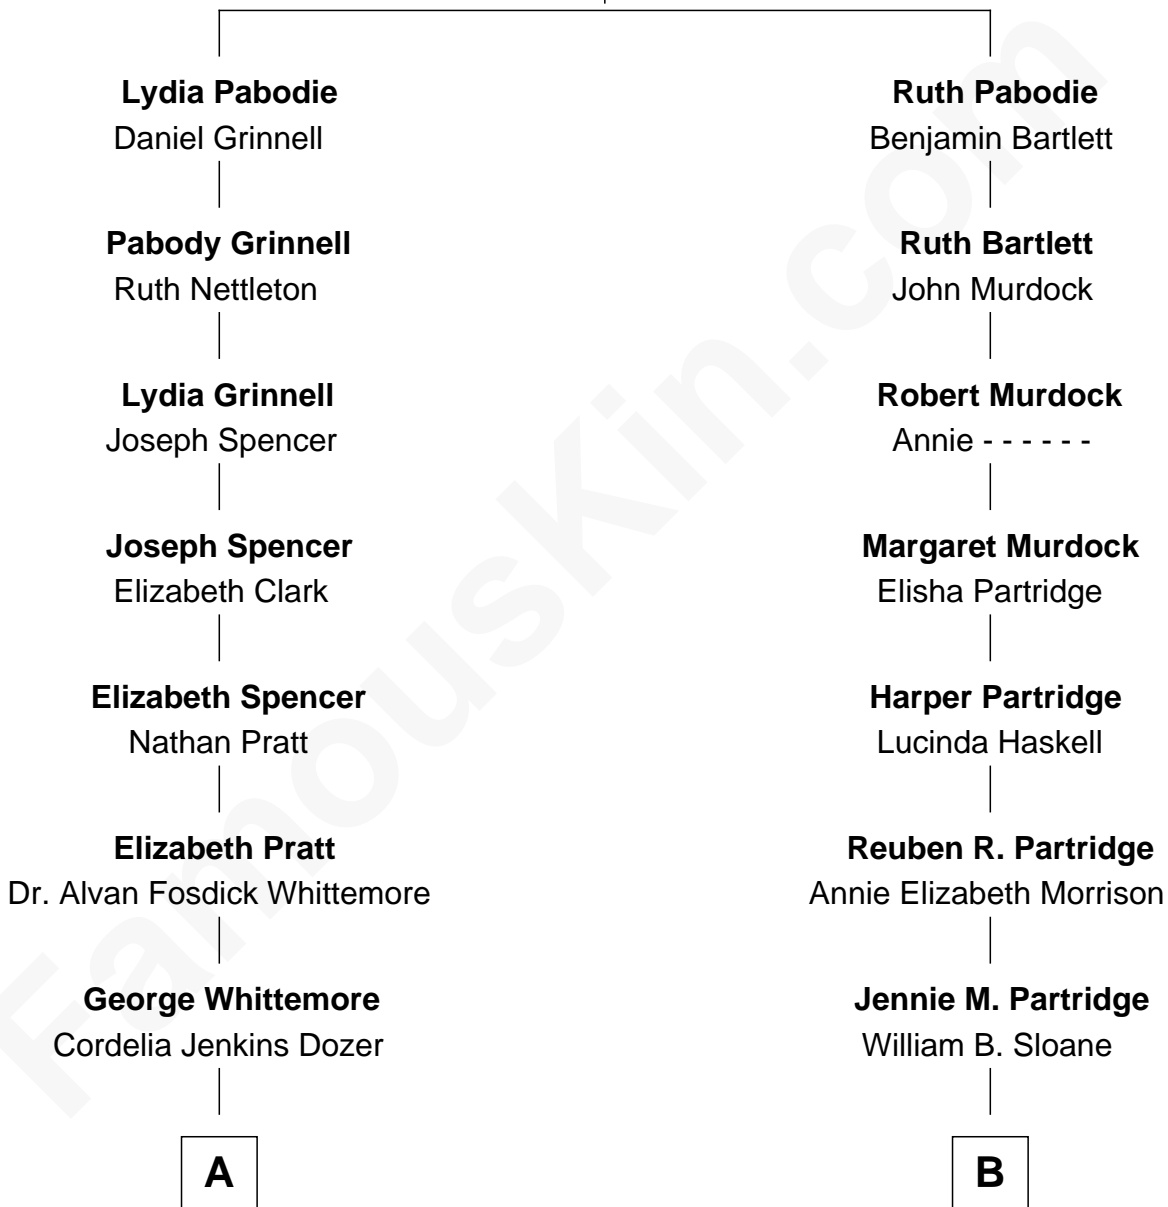 Lydia Pabodie
Daniel Grinnell
Ruth Pabodie
Benjamin Bartlett
Pabody Grinnell
Ruth Nettleton
Ruth Bartlett
John Murdock
Lydia Grinnell
Joseph Spencer
Robert Murdock
Annie - - - - - -
Joseph Spencer
Elizabeth Clark
Margaret Murdock
Elisha Partridge
Elizabeth Spencer
Nathan Pratt
Harper Partridge
Lucinda Haskell
Elizabeth Pratt
Dr. Alvan Fosdick Whittemore
Reuben R. Partridge
Annie Elizabeth Morrison
George Whittemore
Cordelia Jenkins Dozer
Jennie M. Partridge
William B. Sloane
A
B
FamousKin.com